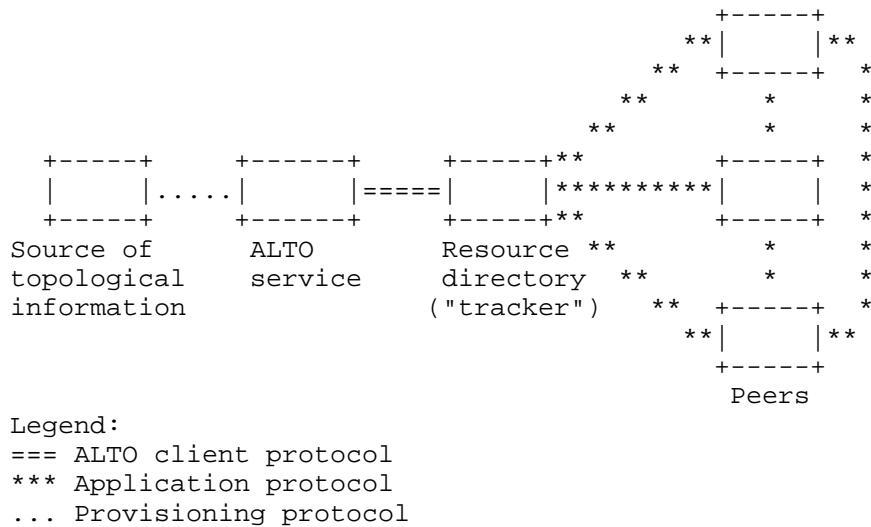 Source of ALTO Resource
topological service directory
information ("tracker")
Peers
Legend:
=== ALTO client protocol
*** Application protocol
... Provisioning protocol